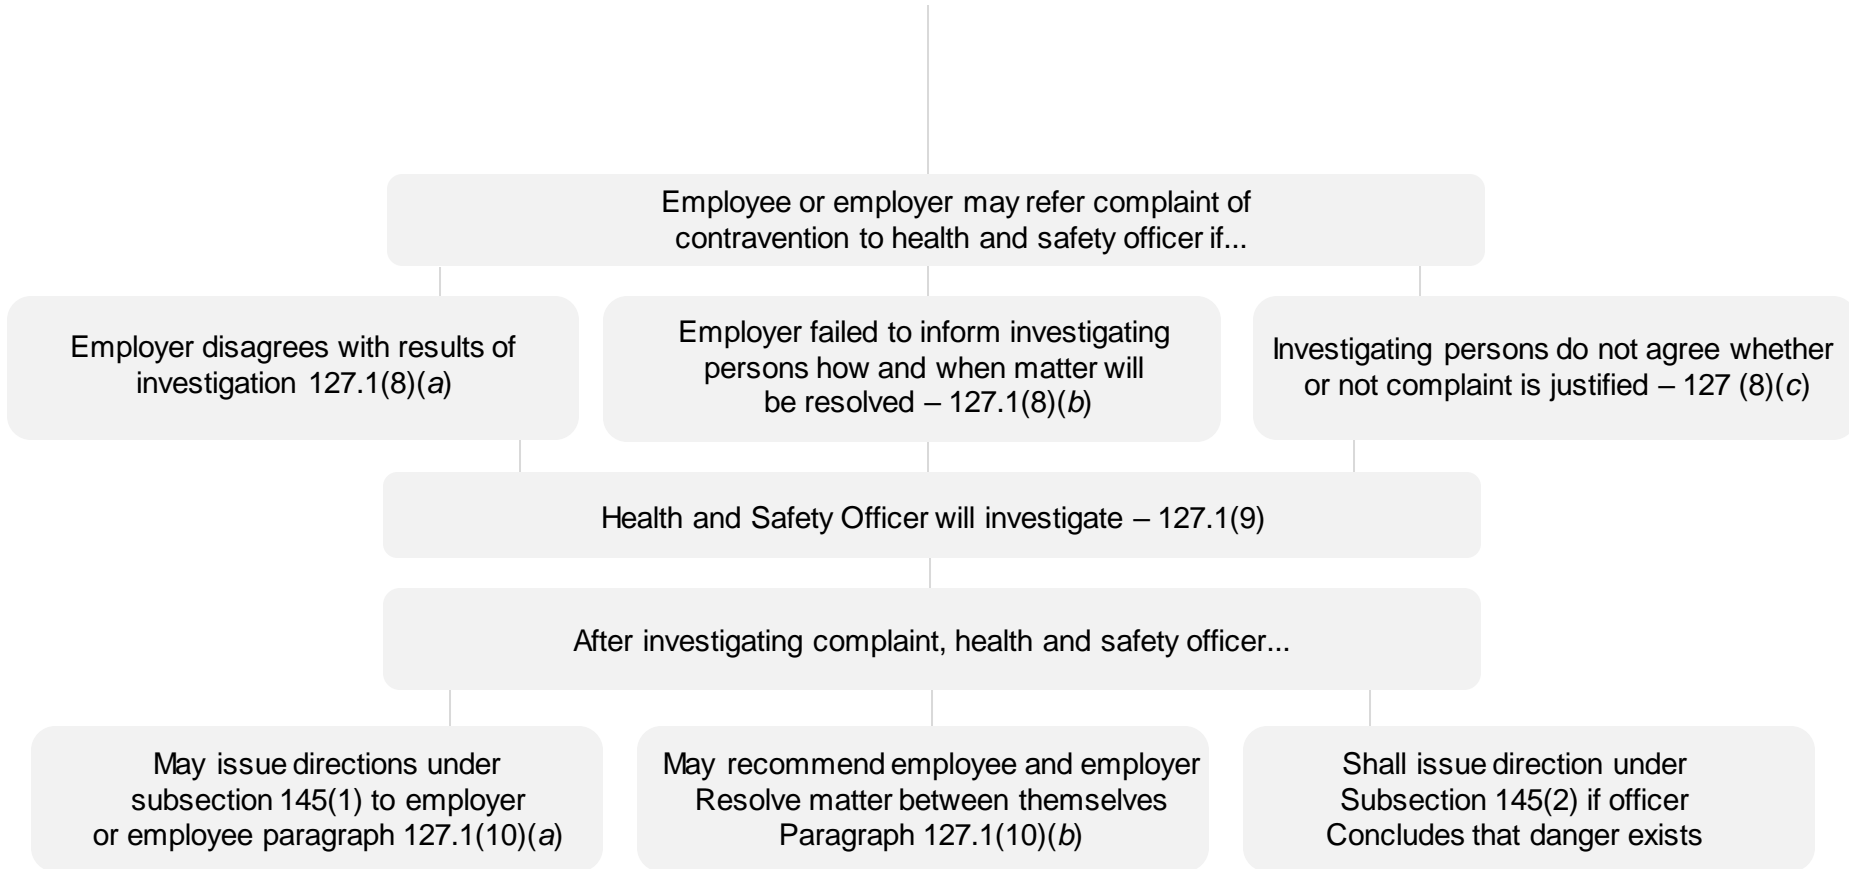 Employee or employer may refer complaint of
contravention to health and safety officer if...
Employer disagrees with results of
investigation 127.1(8)(a)
Employer failed to inform investigating
persons how and when matter will
be resolved – 127.1(8)(b)
Investigating persons do not agree whether
or not complaint is justified – 127 (8)(c)
Health and Safety Officer will investigate – 127.1(9)
After investigating complaint, health and safety officer...
May issue directions under
subsection 145(1) to employer
or employee paragraph 127.1(10)(a)
May recommend employee and employer
Resolve matter between themselves
Paragraph 127.1(10)(b)
Shall issue direction under
Subsection 145(2) if officer
Concludes that danger exists